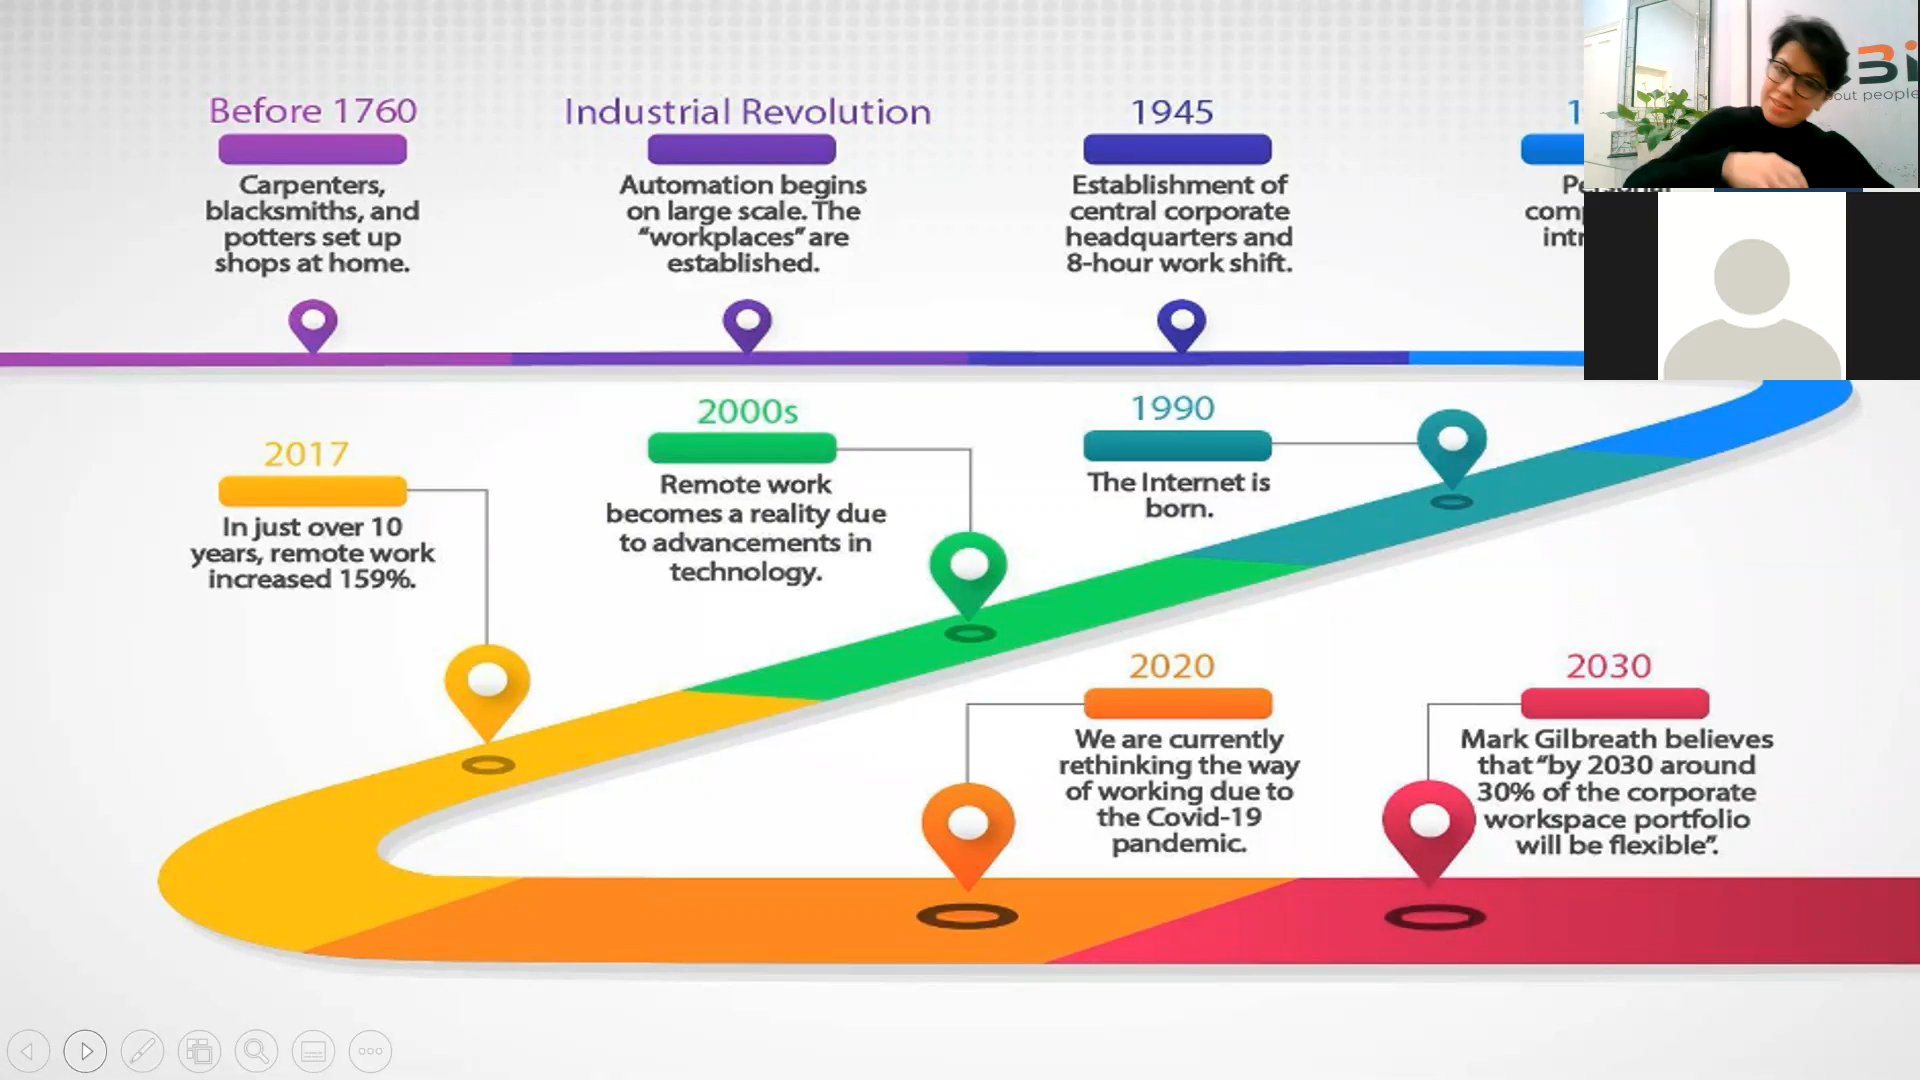 Before 1760
Carpenters,
blacksmiths, and
potters set up
shops at home.
Industrial Revolution
Automation begins
on large scale. The
“workplaces” are
established.
1945
Establishment of
central corporate
headquarters and
8-hour work shift.
2017
In just over 10
years, remote work
increased 159%.
2000s
Remote work
becomes a reality due
to advancements in
technology.
1990
The Internet is
born.
2020
We are currently
rethinking the way
of working due to
the Covid-19
pandemic.
2030
Mark Gilbreath believes
that “by 2030 around
30% of the corporate
workspace portfolio
will be flexible”.
people